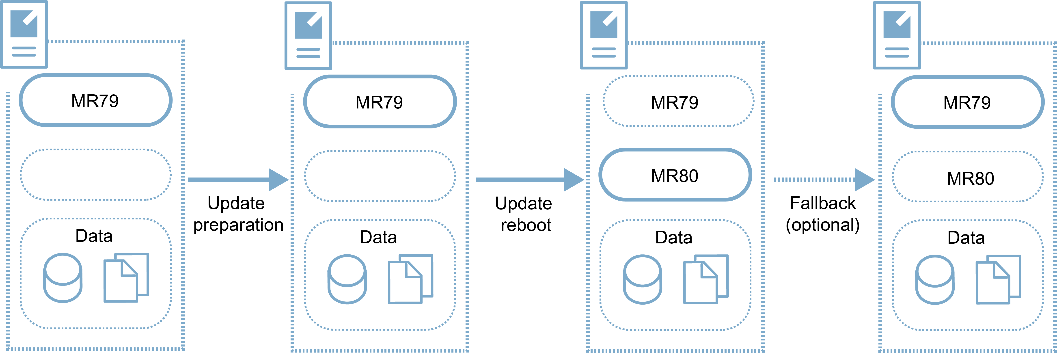 MR79
Data
Update
preparation
MR79
Data
Update
reboot
MR79
MR80
Data
Fallback
(optional)
MR79
MR80
Data